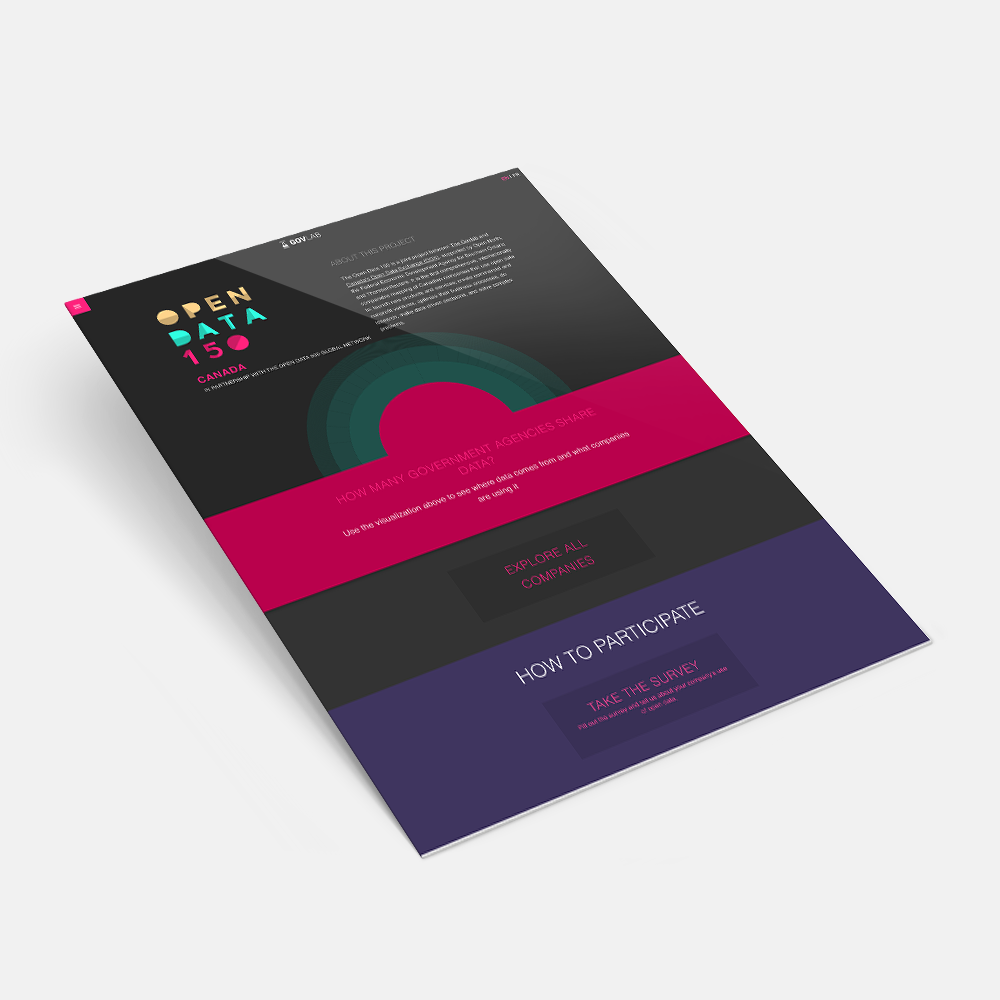 EN / FR
GOVLAB
ABOUT THIS PROJECT
The Open Data 150 is a joint project between The Govlab and
Canada's Open Data Exchange (ODX), supported by Open North,
the Federal Economic Development Agency for Southern Ontario
and ThomsonReuters. It is the first comprehensive, internationally
comparable mapping of Canadian companies that use open data
to launch new products and services, create commercial and
nonprofit ventures, optimize their business processes, do
research, make data-driven decisions, and solve complex
problems.
OPEN
DATA
150
CANADA
IN PARTNERSHIP WITH THE OPEN DATA 500 GLOBAL NETWORK
HOW MANY GOVERNMENT AGENCIES SHARE
DATA?
Use the visualization above to see where data comes from and what companies
are using it
EXPLORE ALL
COMPANIES
HOW TO PARTICIPATE
TAKE THE SURVEY
Fill out the survey and tell us about your company's use
of open data